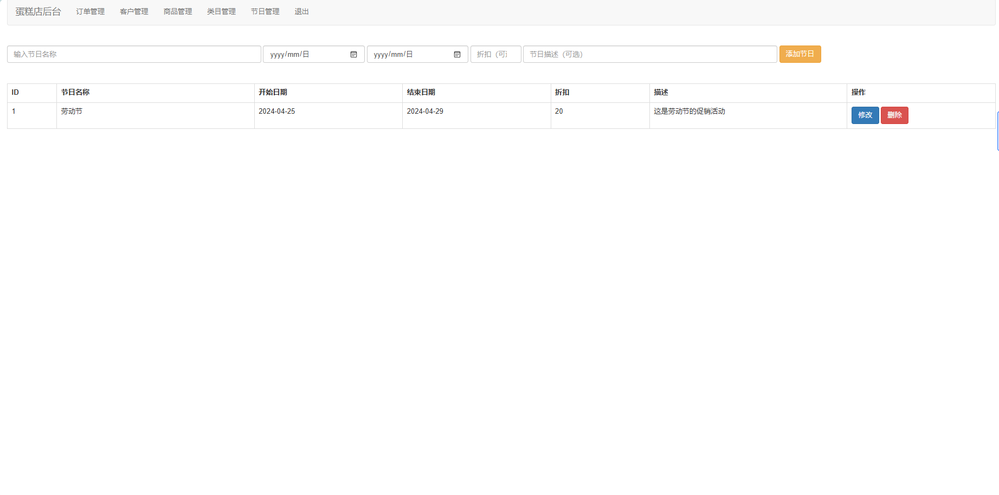 蛋糕店后台 订单管理 客户管理 商品管理 类目管理 节日管理 退出
输入节日名称 yyyy/mm/日 yyyy/mm/日 折扣（可 节日描述（可选） 添加节日
ID 节日名称 开始日期 结束日期 折扣 描述 操作
1 劳动节 2024-04-25 2024-04-29 20 这是劳动节的促销活动 修改 删除